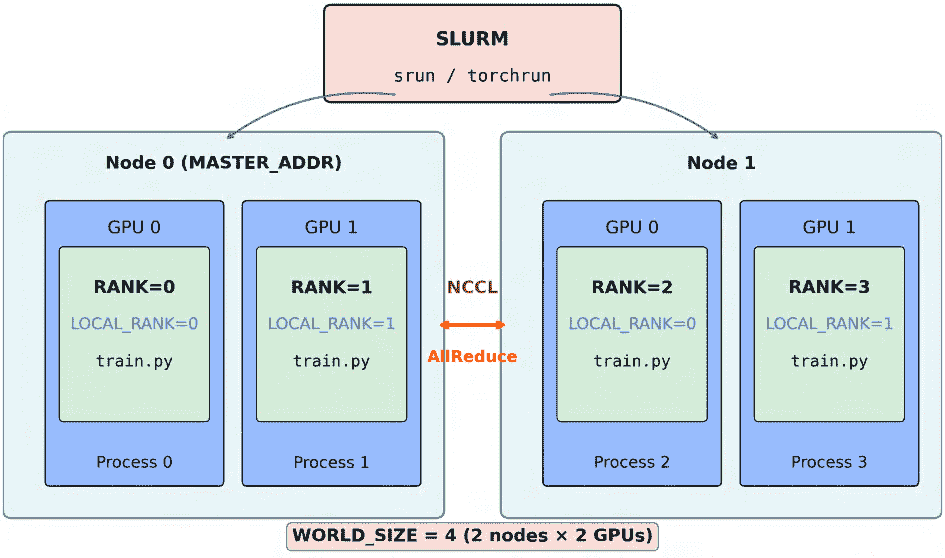 SLURM
srun / torchrun
Node 0 (MASTER_ADDR)
GPU 0
RANK=0
LOCAL_RANK=0
train.py
Process 0
GPU 1
RANK=1
LOCAL_RANK=1
train.py
Process 1
NCCL
AllReduce
Node 1
GPU 0
RANK=2
LOCAL_RANK=0
train.py
Process 2
GPU 1
RANK=3
LOCAL_RANK=1
train.py
Process 3
WORLD_SIZE = 4 (2 nodes × 2 GPUs)